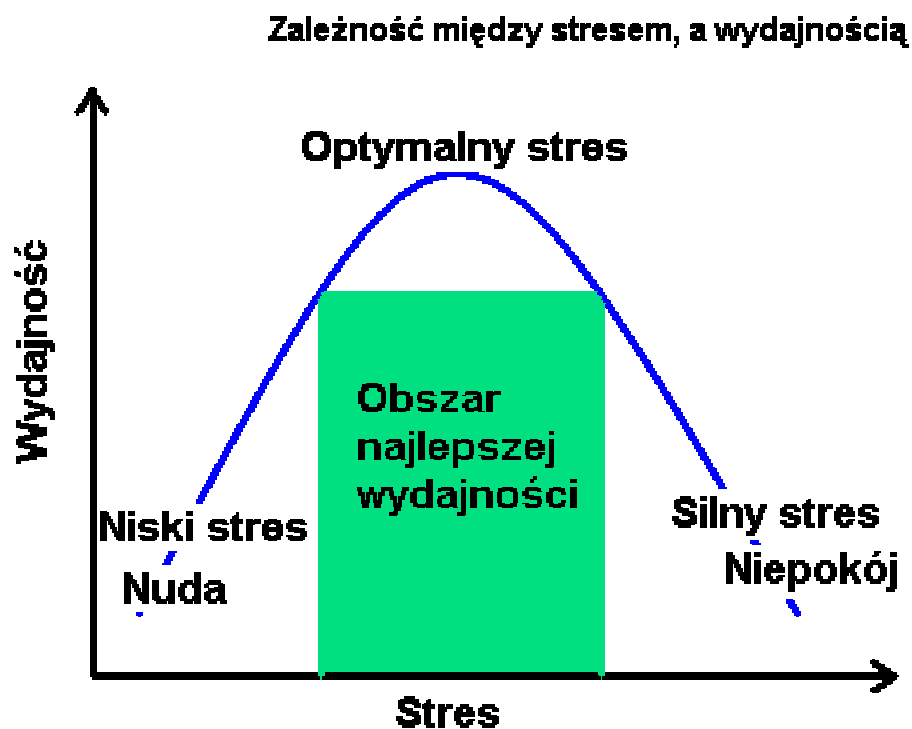 Zależność między stresem, a wydajnością
Optymalny stres
Wydajność
Obszar
najlepszej
wydajności
Niski stres
Nuda
Silny stres
Niepokój
Stres